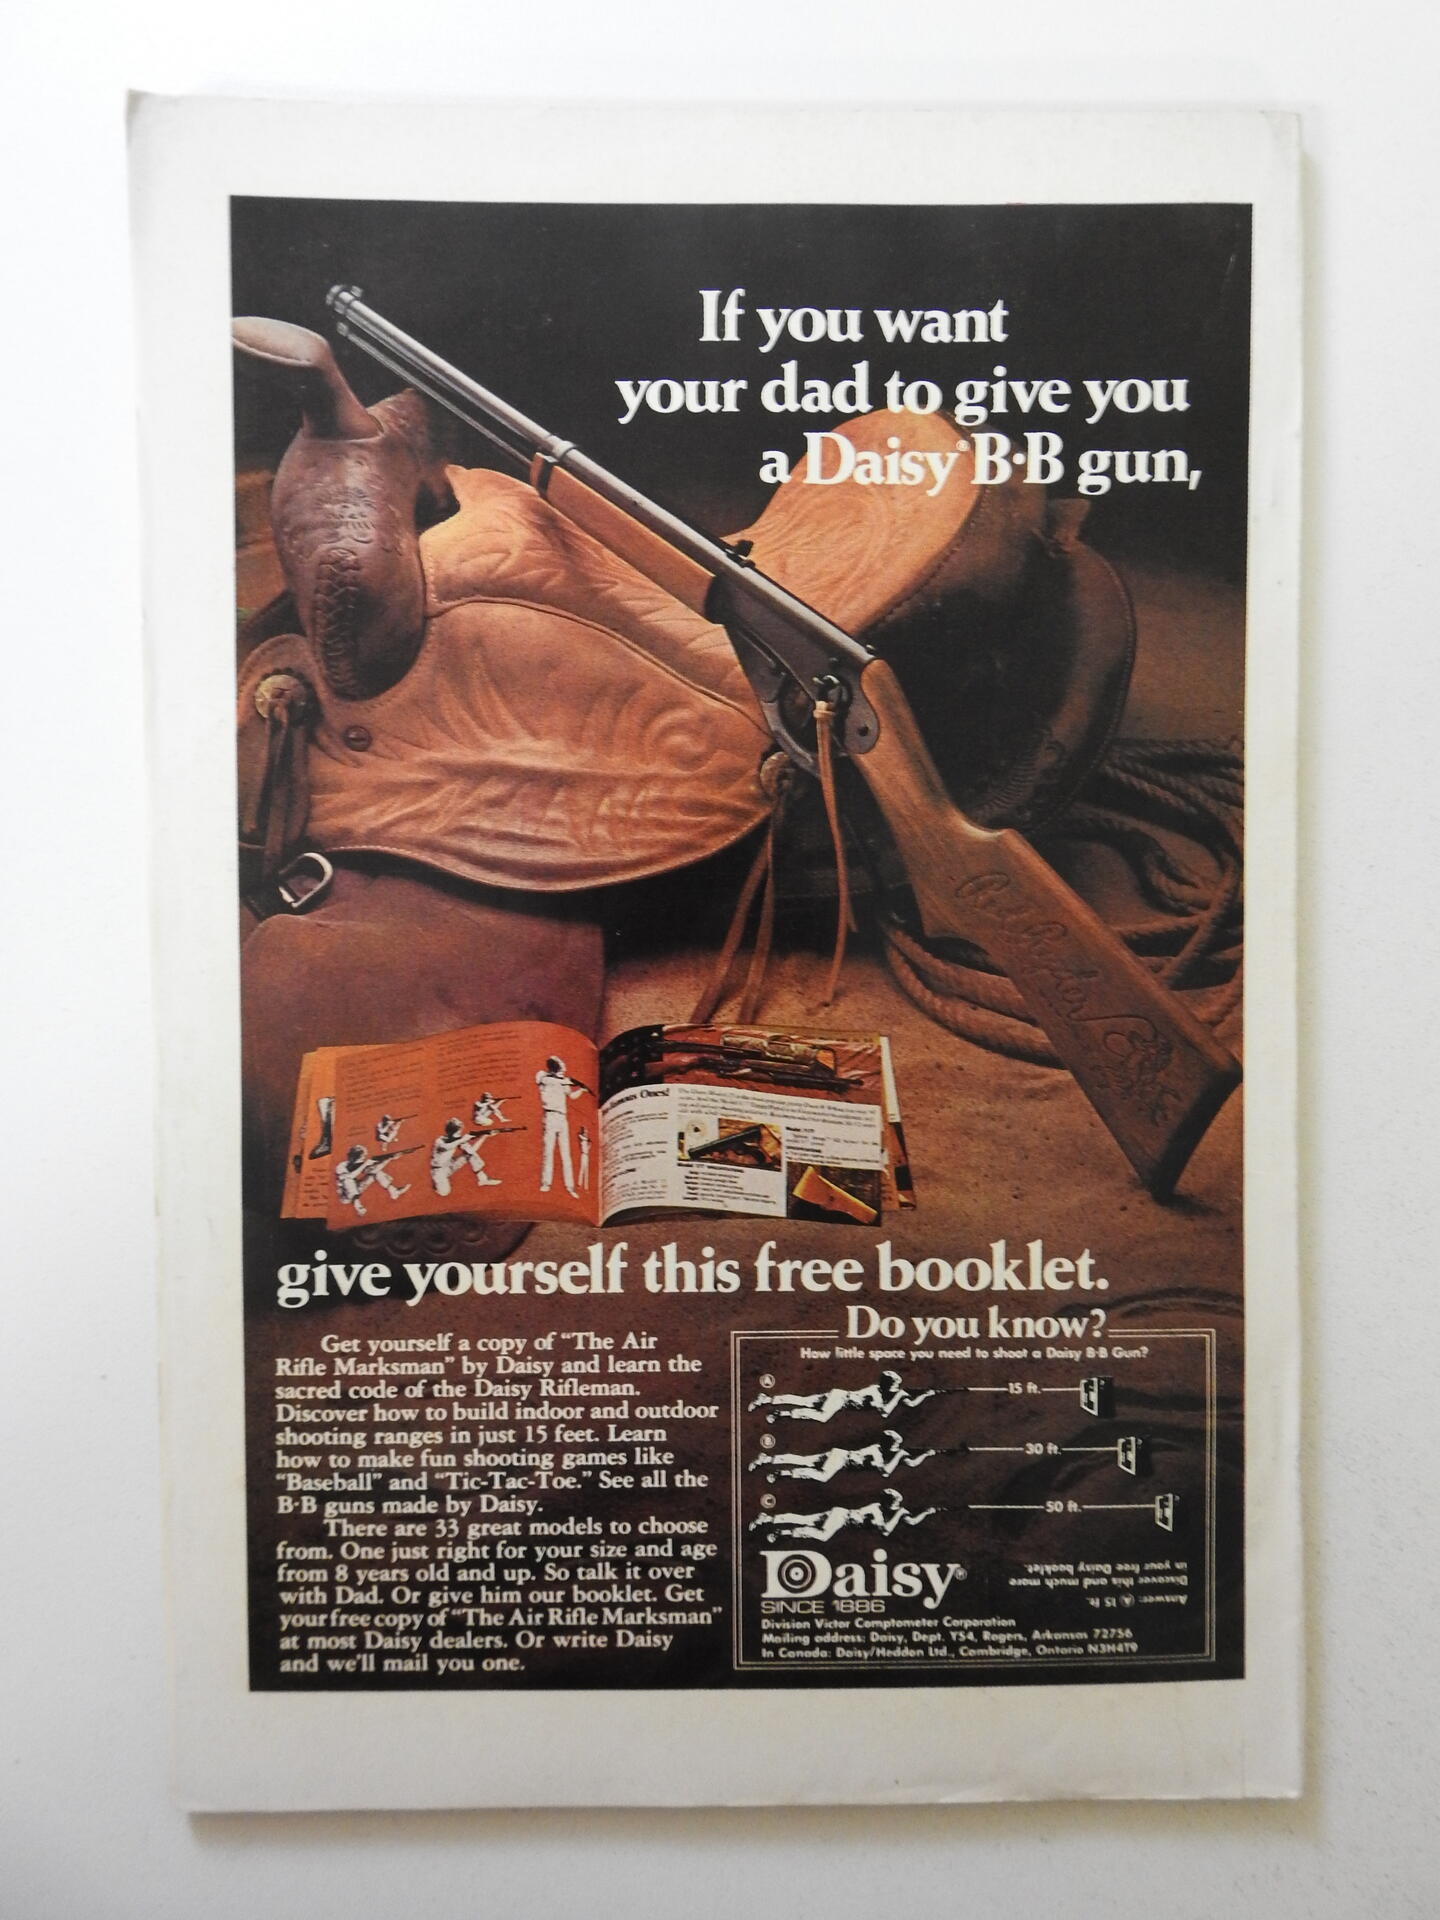 If you want
your dad to give you
a Daisy® B·B gun,
Red Ryder
give yourself this free booklet.
Get yourself a copy of “The Air
Rifle Marksman” by Daisy and learn the
sacred code of the Daisy Rifleman.
Discover how to build indoor and outdoor
shooting ranges in just 15 feet. Learn
how to make fun shooting games like
“Baseball” and “Tic-Tac-Toe.” See all the
B·B guns made by Daisy.
There are 33 great models to choose
from. One just right for your size and age
from 8 years old and up. So talk it over
with Dad. Or give him our booklet. Get
your free copy of “The Air Rifle Marksman”
at most Daisy dealers. Or write Daisy
and we'll mail you one.
Do you know?
How little space you need to shoot a Daisy B·B Gun?
A 15 ft.
B 30 ft.
C 50 ft.
Daisy®
SINCE 1886
Answer: A 15 ft.
Discover this and much more
in your free Daisy booklet.
Division Victor Comptometer Corporation
Mailing address: Daisy, Dept. Y54, Rogers, Arkansas 72756
In Canada: Daisy/Heddon Ltd., Cambridge, Ontario N3H4T9